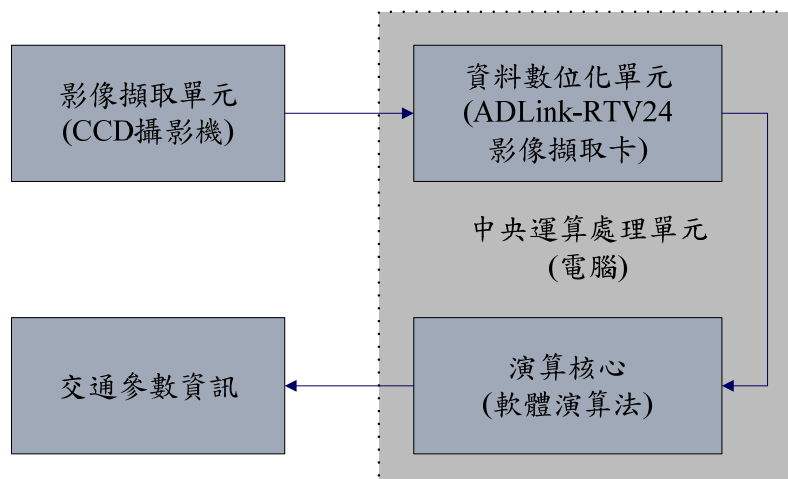 影像擷取單元
(CCD攝影機)
資料數位化單元
(ADLink-RTV24
影像擷取卡)
中央運算處理單元
(電腦)
交通參數資訊
演算核心
(軟體演算法)